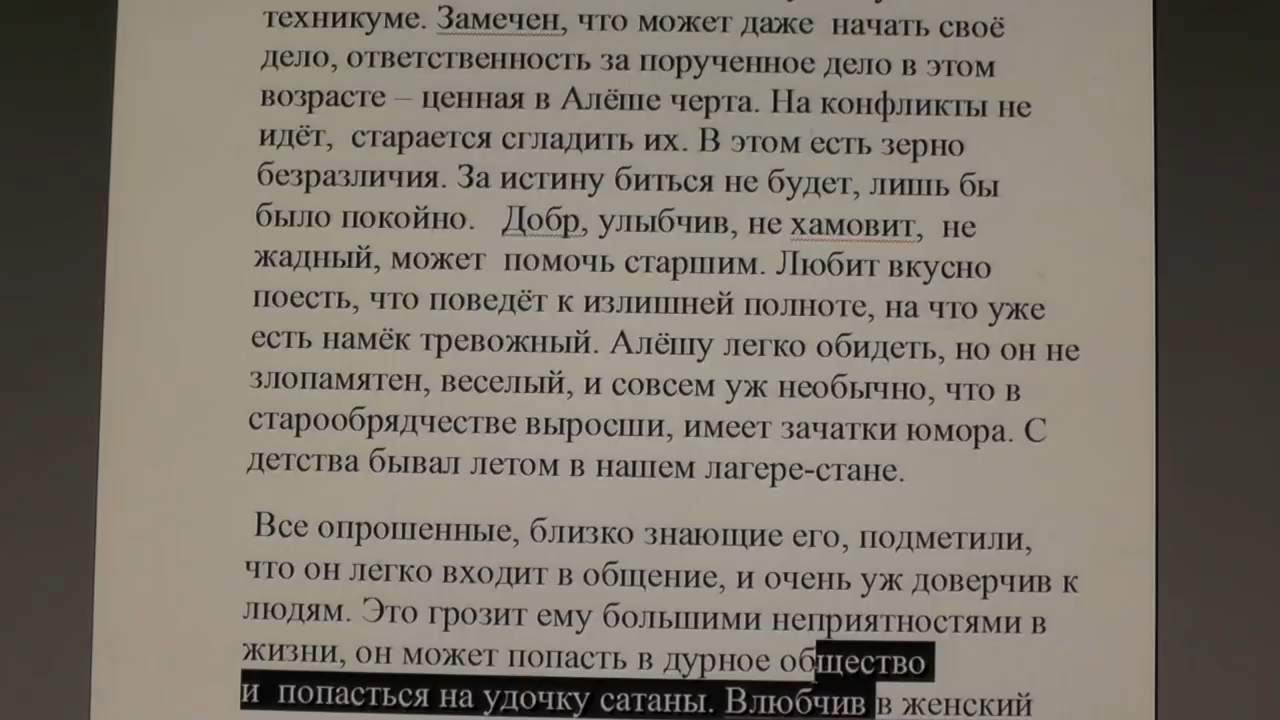 техникуме. Замечен, что может даже начать своё
дело, ответственность за порученное дело в этом
возрасте – ценная в Алёше черта. На конфликты не
идёт, старается сгладить их. В этом есть зерно
безразличия. За истину биться не будет, лишь бы
было покойно. Добр, улыбчив, не хамовит, не
жадный, может помочь старшим. Любит вкусно
поесть, что поведёт к излишней полноте, на что уже
есть намёк тревожный. Алёшу легко обидеть, но он не
злопамятен, веселый, и совсем уж необычно, что в
старообрядчестве выросши, имеет зачатки юмора. С
детства бывал летом в нашем лагере-стане.
Все опрошенные, близко знающие его, подметили,
что он легко входит в общение, и очень уж доверчив к
людям. Это грозит ему большими неприятностями в
жизни, он может попасть в дурное общество
и попасться на удочку сатаны. Влюбчив в женский